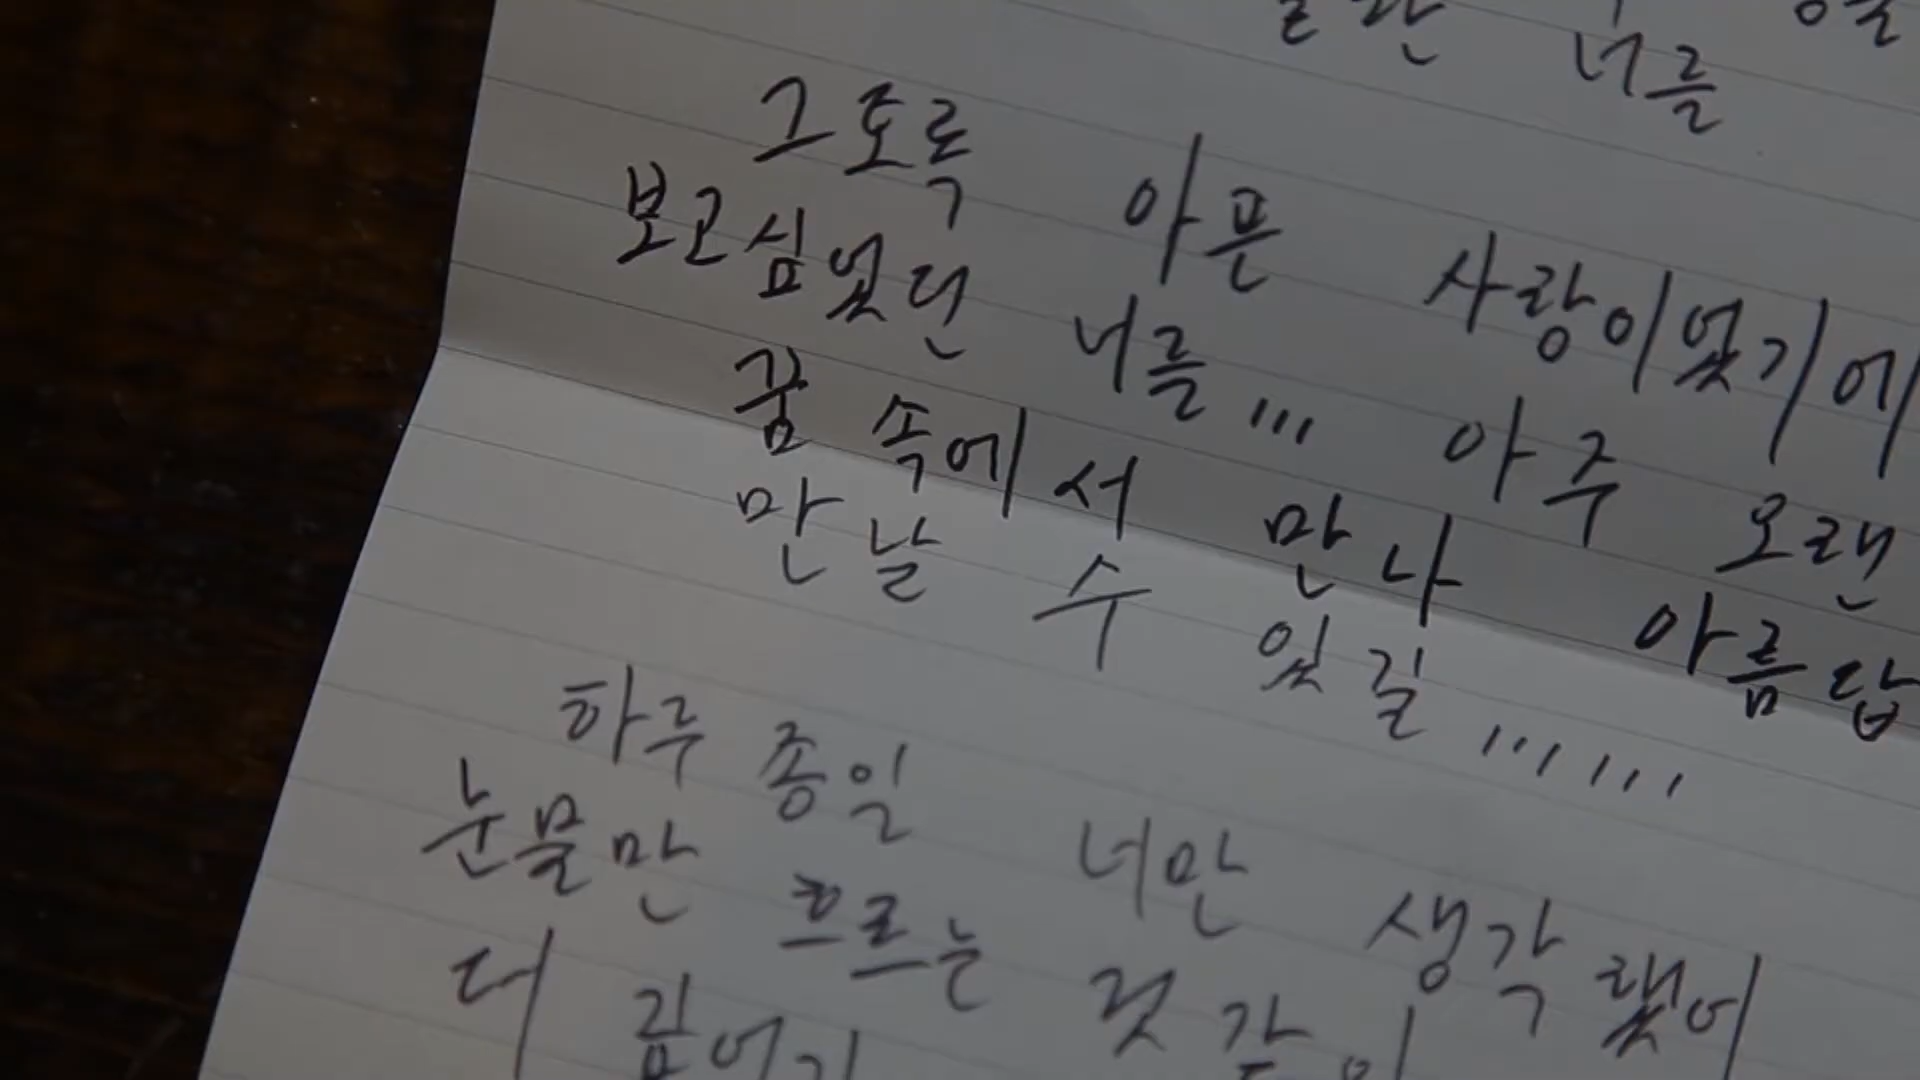 너를
그토록 아픈 사랑이었기에
보고싶었던 너를... 아주 오랜
꿈 속에서 만나 아름답
만날 수 있길......
하루 종일 너만 생각했어
눈물만 흐르는 것 같이
더 깊어